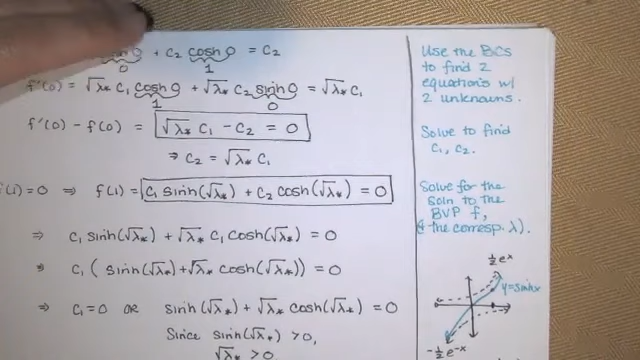 sinh 0 + c₂ cosh 0 = c₂
0 1
f'(0) = √λ* c₁ cosh 0 + √λ* c₂ sinh 0 = √λ* c₁
1 0
f'(0) - f(0) = √λ* c₁ - c₂ = 0
⇒ c₂ = √λ* c₁
f(1) = 0 ⇒ f(1) = c₁ sinh(√λ*) + c₂ cosh(√λ*) = 0
⇒ c₁ sinh(√λ*) + √λ* c₁ cosh(√λ*) = 0
⇒ c₁ ( sinh(√λ*) + √λ* cosh(√λ*)) = 0
⇒ c₁ = 0 OR sinh(√λ*) + √λ* cosh(√λ*) = 0
Since sinh(√λ*) > 0,
√λ* > 0
Use the BCs
to find 2
equations w/
2 unknowns.
Solve to find
c₁, c₂.
Solve for the
soln to the
BVP f,
(& the corresp. λ).
½eˣ
y=sinhx
-½e⁻ˣ